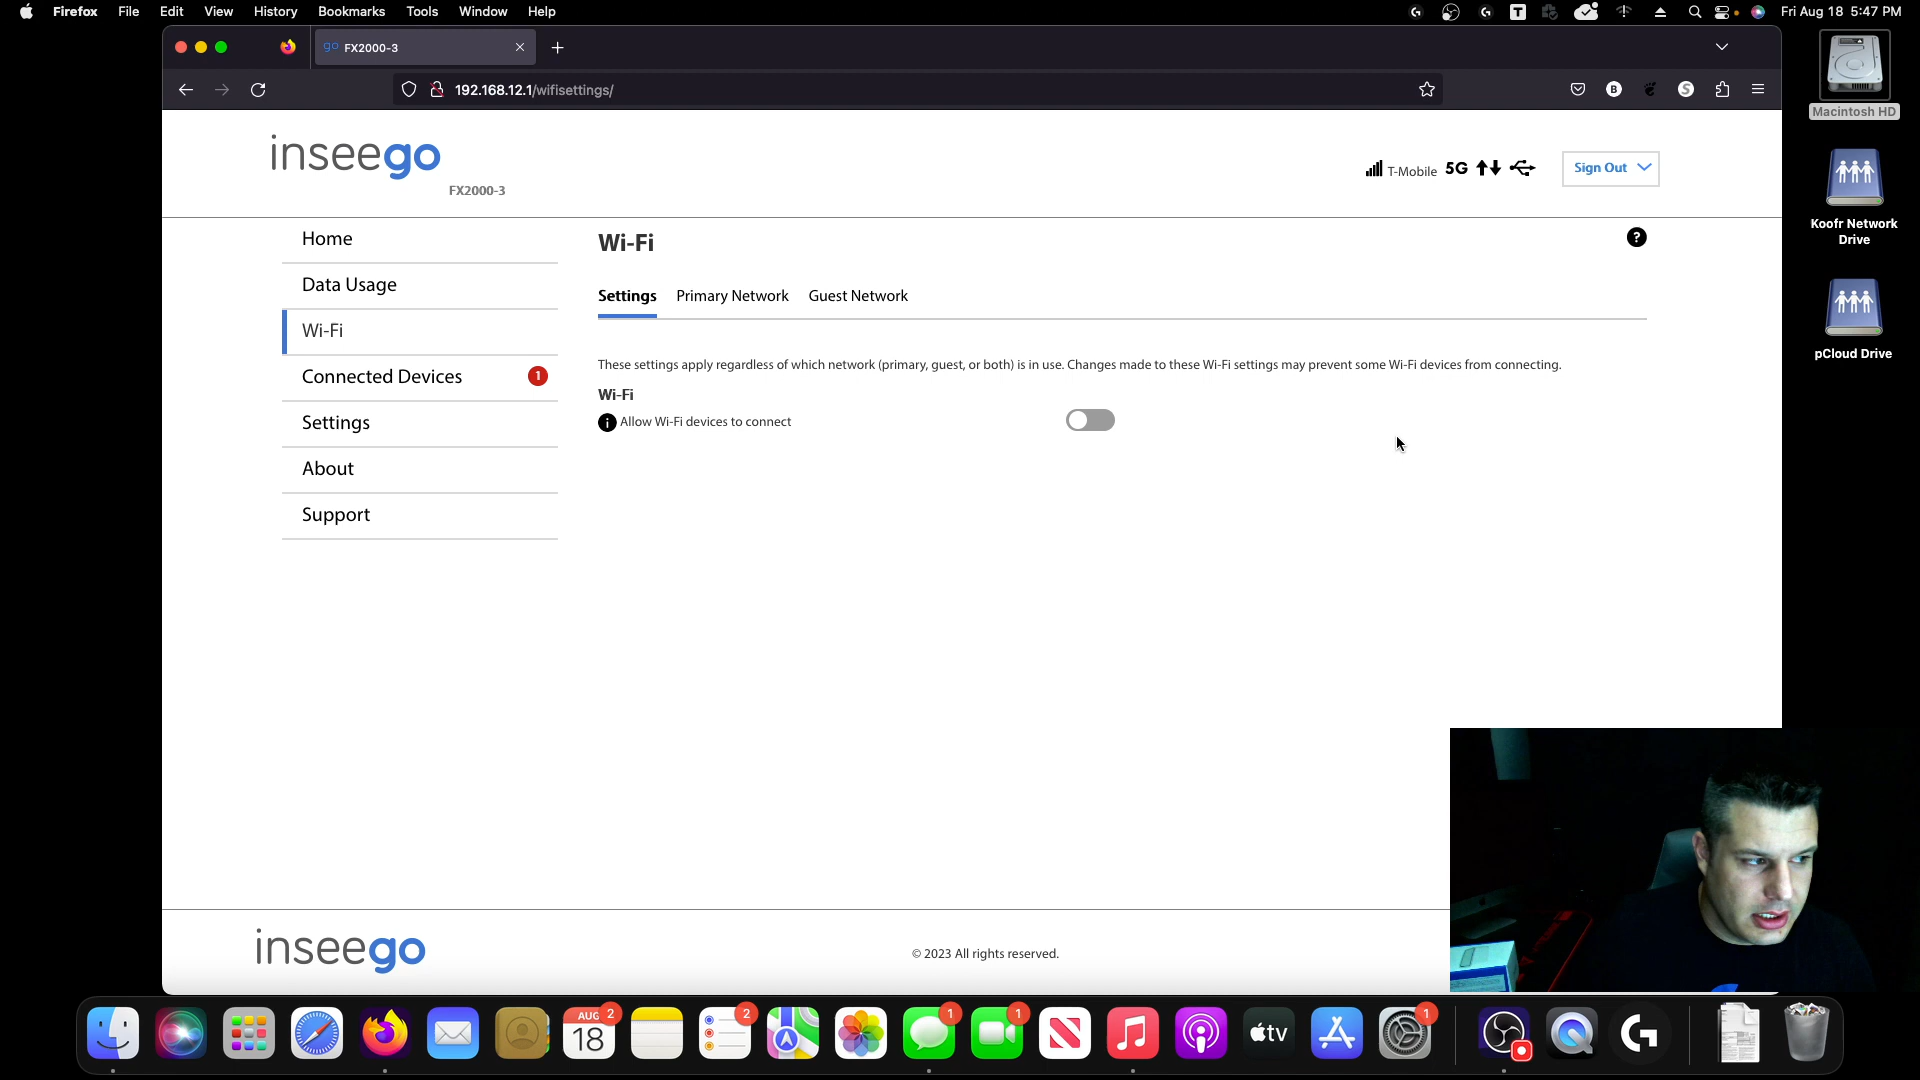 Firefox File Edit View History Bookmarks Tools Window Help
T
Fri Aug 18 5:47 PM
go FX2000-3
192.168.12.1/wifisettings/
B
S
Macintosh HD
inseego
FX2000-3
T-Mobile 5G
Sign Out
Koofr Network
Drive
pCloud Drive
Home
Data Usage
Wi-Fi
Connected Devices 1
Settings
About
Support
Wi-Fi
?
Settings Primary Network Guest Network
These settings apply regardless of which network (primary, guest, or both) is in use. Changes made to these Wi-Fi settings may prevent some Wi-Fi devices from connecting.
Wi-Fi
i Allow Wi-Fi devices to connect
inseego
© 2023 All rights reserved.
AUG 2
18
2
1
1
tv
1